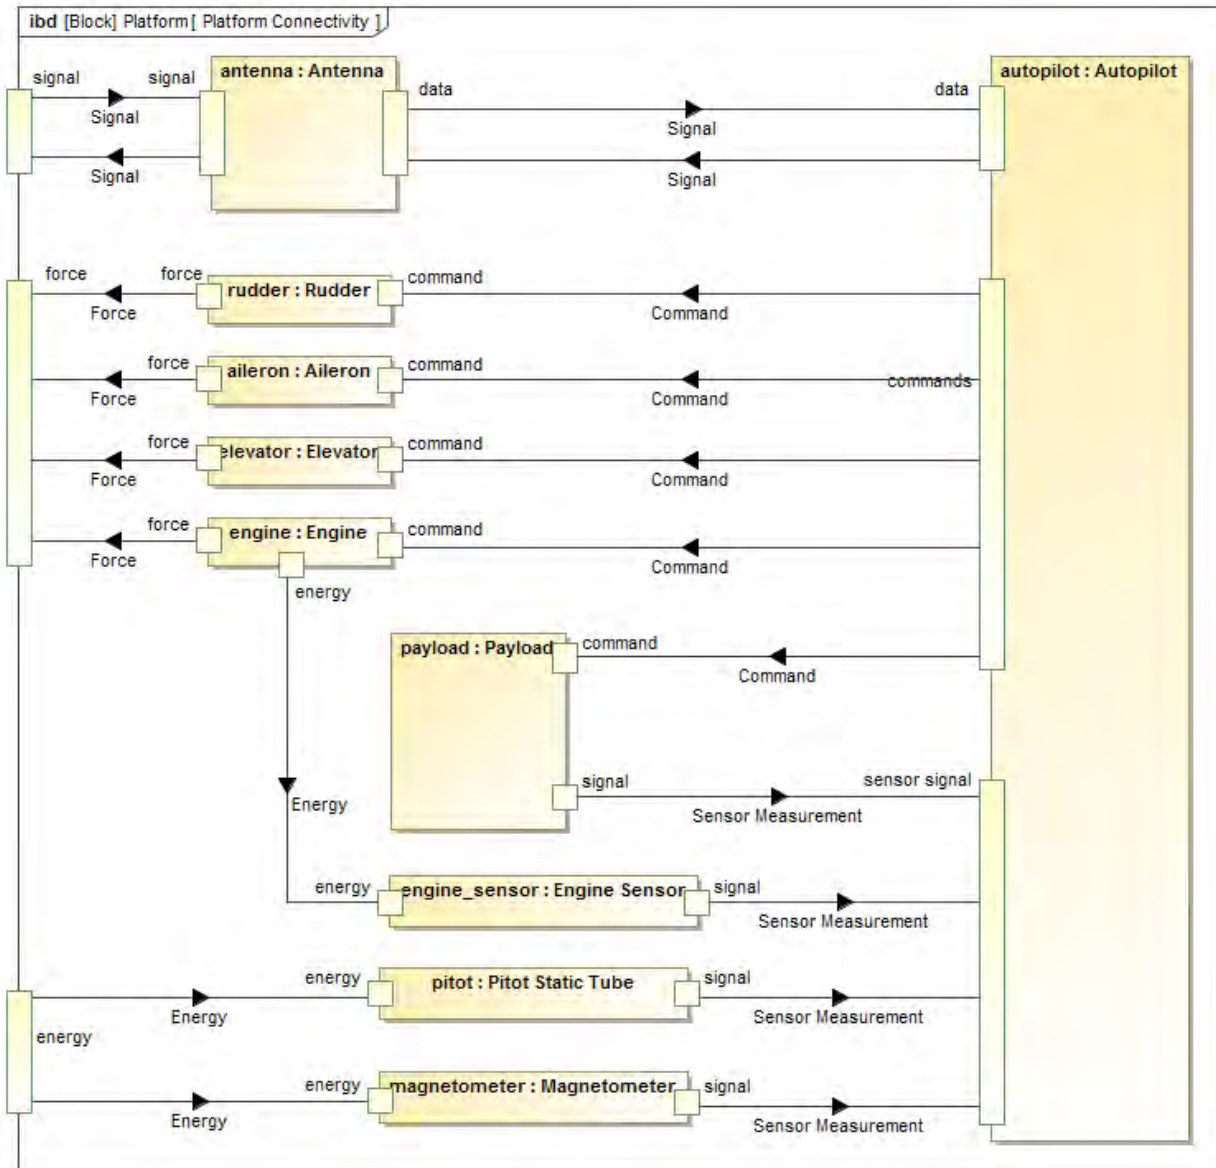 ibd [Block] Platform [ Platform Connectivity ]
signal
signal
antenna : Antenna
data
data
autopilot : Autopilot
Signal
Signal
Signal
Signal
force
force
rudder : Rudder
command
Force
Command
force
aileron : Aileron
command
commands
Force
Command
force
elevator : Elevator
command
Force
Command
force
engine : Engine
command
Force
Command
energy
payload : Payload
command
Command
signal
sensor signal
Energy
Sensor Measurement
energy
engine_sensor : Engine Sensor
signal
Sensor Measurement
energy
pitot : Pitot Static Tube
signal
Energy
Sensor Measurement
energy
energy
magnetometer : Magnetometer
signal
Energy
Sensor Measurement